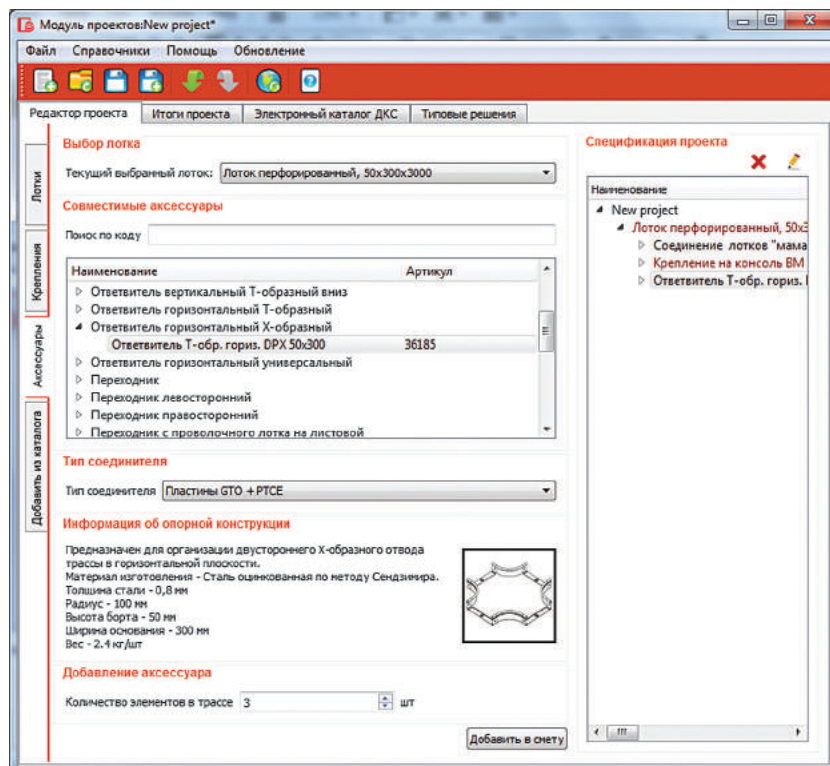 Модуль проектов:New project*
Файл Справочники Помощь Обновление
Редактор проекта Итоги проекта Электронный каталог ДКС Типовые решения
Лотки
Крепления
Аксессуары
Добавить из каталога
Выбор лотка
Текущий выбранный лоток: Лоток перфорированный, 50x300x3000
Совместимые аксессуары
Поиск по коду
Наименование Артикул
Ответвитель вертикальный Т-образный вниз
Ответвитель горизонтальный Т-образный
Ответвитель горизонтальный Х-образный
Ответвитель Т-обр. гориз. DPX 50x300 36185
Ответвитель горизонтальный универсальный
Переходник
Переходник левосторонний
Переходник правосторонний
Переходник с проволочного лотка на листовой
Тип соединителя
Тип соединителя Пластины GTO + PTCE
Информация об опорной конструкции
Предназначен для организации двустороннего Х-образного отвода
трассы в горизонтальной плоскости.
Материал изготовления - Сталь оцинкованная по методу Сендзимира.
Толщина стали - 0,8 мм
Радиус - 100 мм
Высота борта - 50 мм
Ширина основания - 300 мм
Вес - 2.4 кг/шт
Добавление аксессуара
Количество элементов в трассе 3 шт
Добавить в смету
Спецификация проекта
Наименование
New project
Лоток перфорированный, 50x3
Соединение лотков "мама
Крепление на консоль BM
Ответвитель Т-обр. гориз.